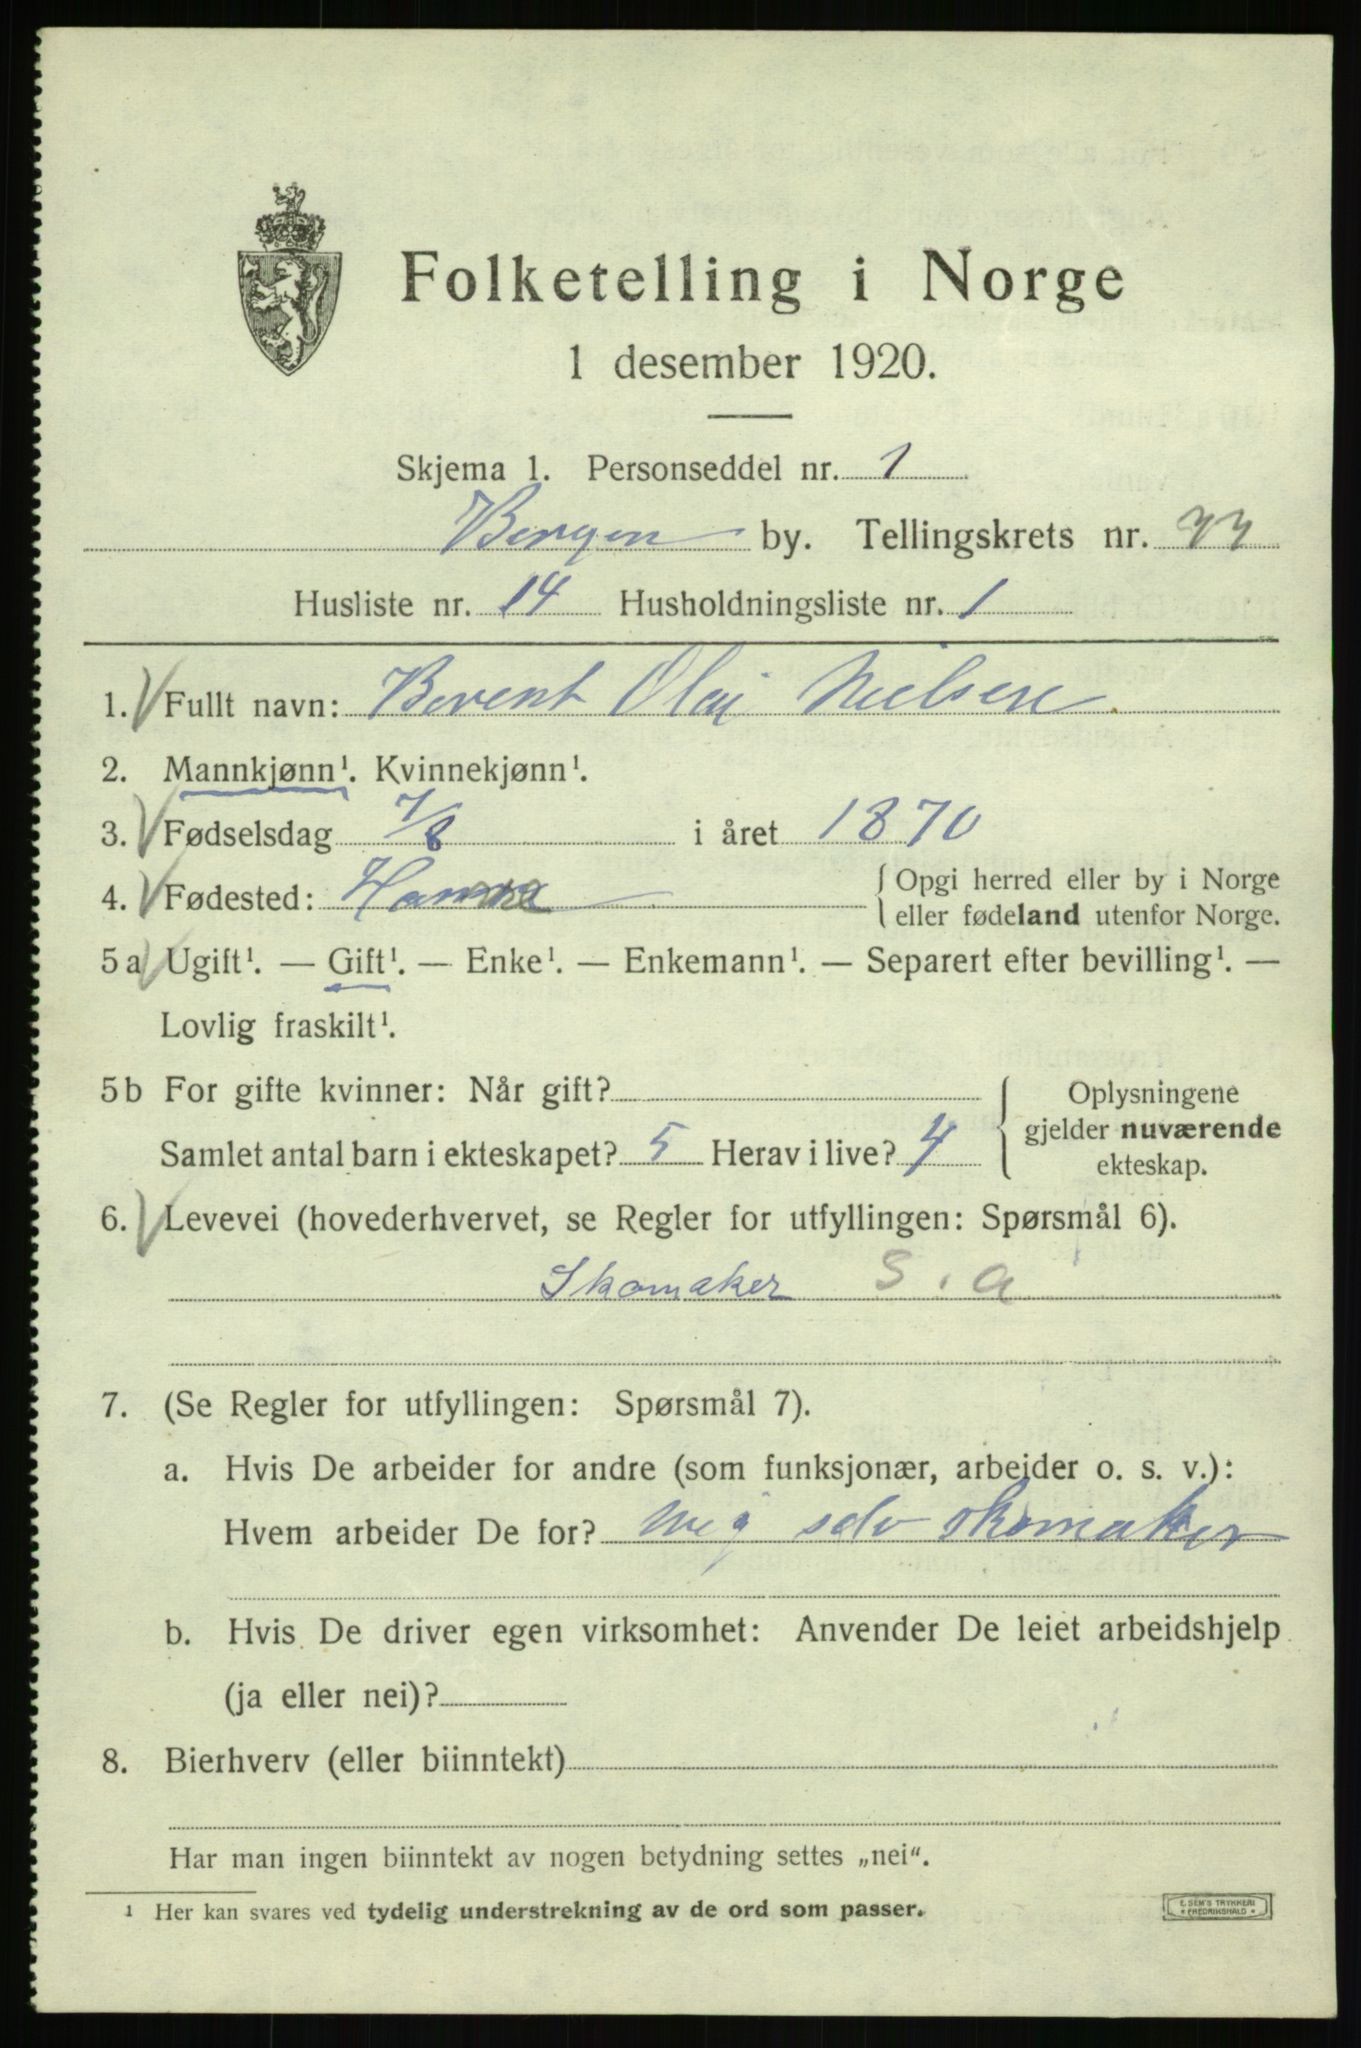 Folketelling i Norge
1 desember 1920.
Skjema 1. Personseddel nr. 1
Bergen by. Tellingskrets nr. 77
Husliste nr. 14 Husholdningsliste nr. 1
1. Fullt navn: Berent Olai Nielsen
2. Mannkjønn¹. Kvinnekjønn¹.
3. Fødselsdag 7/8 i året 1870
4. Fødested: { Opgi herred eller by i Norge
eller fødeland utenfor Norge.
5a Ugift¹. — Gift¹. — Enke¹. — Enkemann¹. — Separert efter bevilling¹. —
Lovlig fraskilt¹.
5b For gifte kvinner: Når gift? { Oplysningene
gjelder nuværende
Samlet antal barn i ekteskapet? 5 Herav i live? 4 ekteskap.
6. Levevei (hovederhvervet, se Regler for utfyllingen: Spørsmål 6).
Skomaker S. a
7. (Se Regler for utfyllingen: Spørsmål 7).
a. Hvis De arbeider for andre (som funksjonær, arbeider o. s. v.):
Hvem arbeider De for? meg selv skomaker
b. Hvis De driver egen virksomhet: Anvender De leiet arbeidshjelp
(ja eller nei)?
8. Bierhverv (eller biinntekt)
Har man ingen biinntekt av nogen betydning settes „nei“.
¹ Her kan svares ved tydelig understrekning av de ord som passer.
E. SEM'S TRYKKERI
* FREDRIKSHALD *